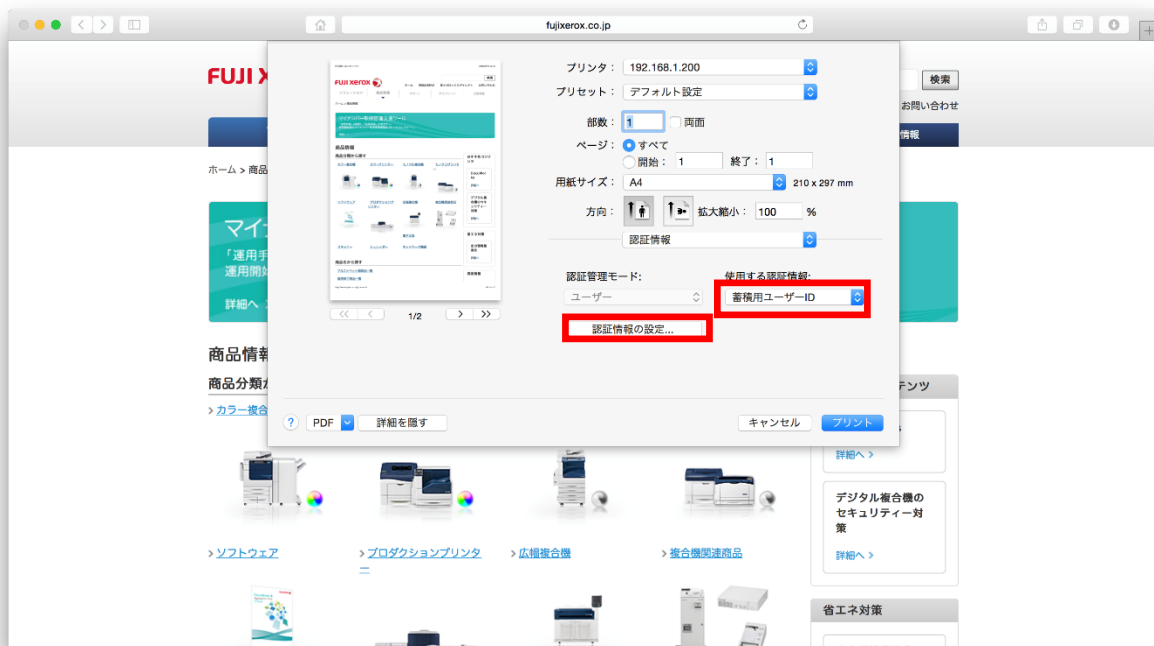 fujixerox.co.jp
FUJI X
検索
お問い合わせ
情報
ホーム > 商品
マイナ
「運用手
運用開始
詳細へ
商品情報
商品分類か
> カラー複合
プリンタ： 192.168.1.200
プリセット： デフォルト設定
部数： 1 両面
ページ： すべて
開始： 1 終了： 1
用紙サイズ： A4 210 x 297 mm
方向： 拡大縮小： 100 %
認証情報
認証管理モード:
使用する認証情報:
ユーザー
蓄積用ユーザーID
認証情報の設定...
FUJI xerox
検索
商品情報
1/2
? PDF 詳細を隠す
キャンセル プリント
テンツ
詳細へ >
デジタル複合機の
セキュリティー対
策
詳細へ >
> ソフトウェア
> プロダクションプリンタ
ー
> 広幅複合機
> 複合機関連商品
省エネ対策